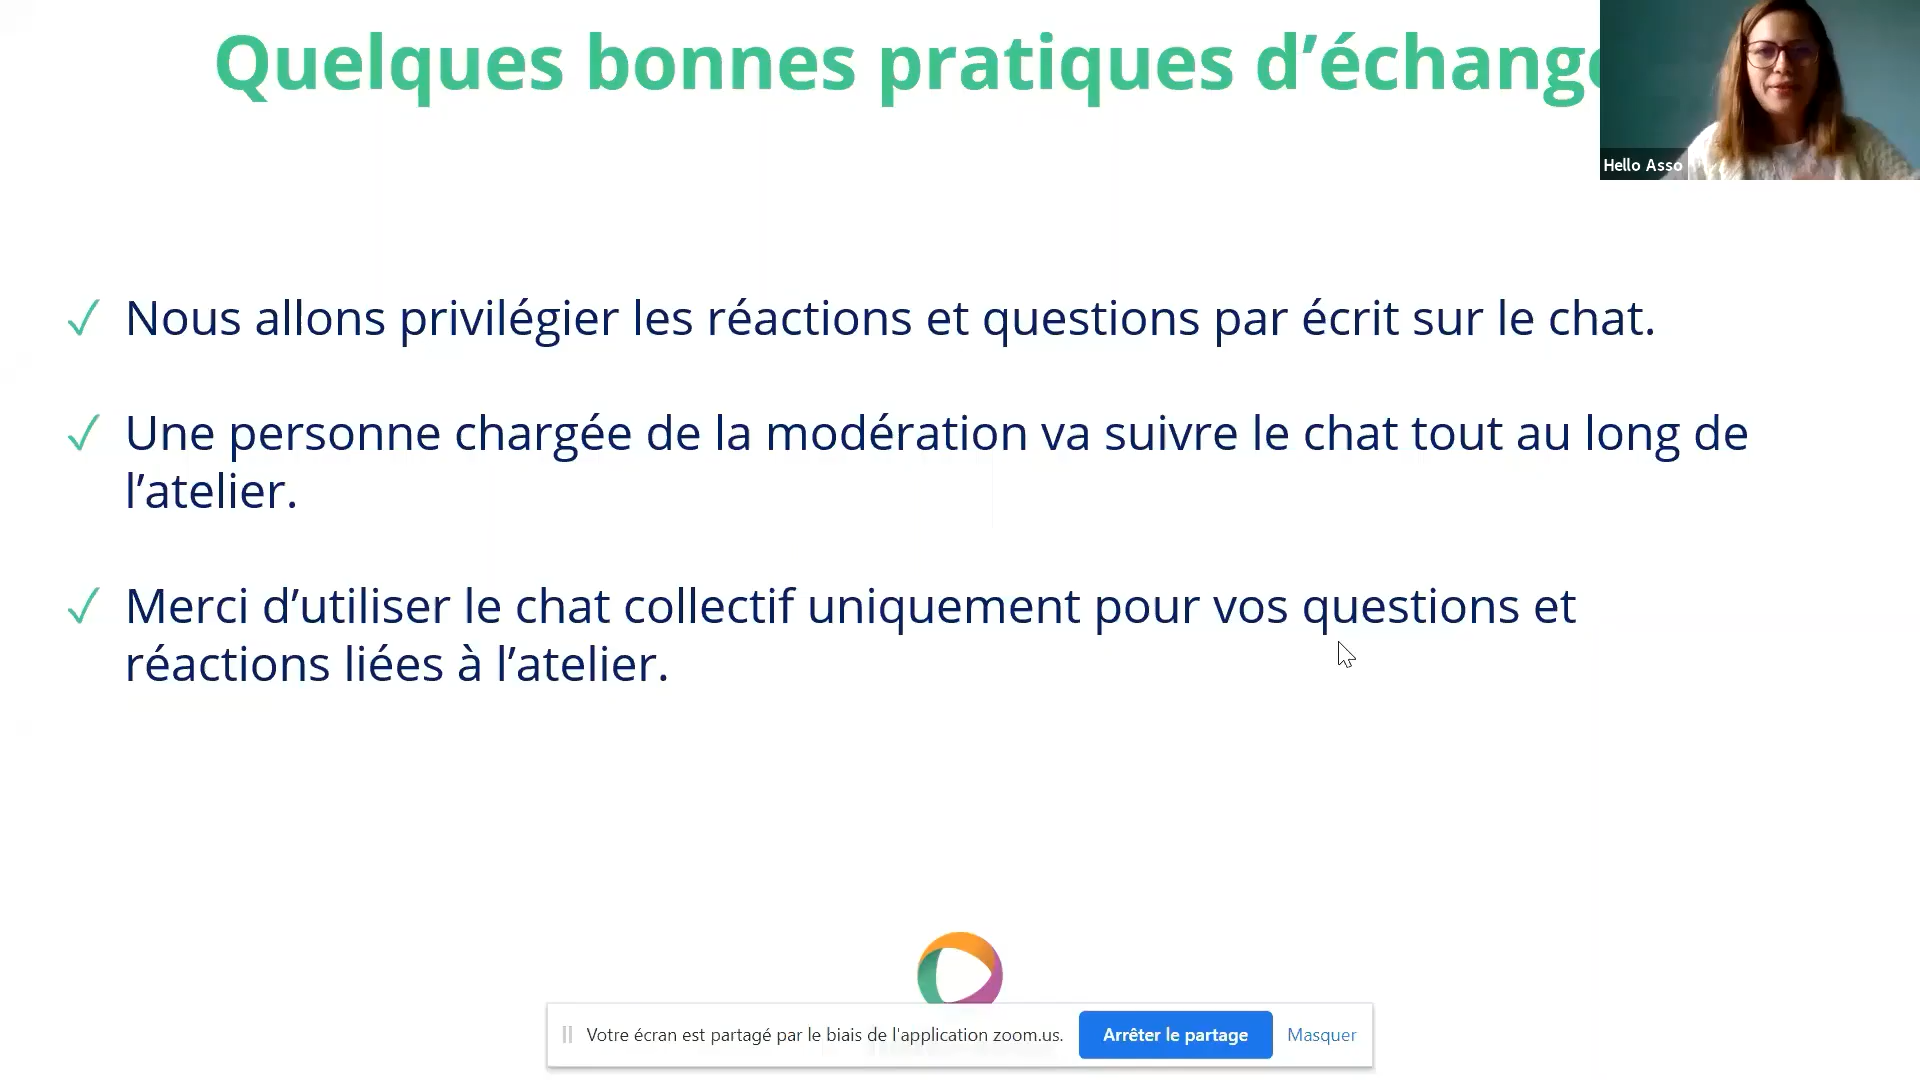 Quelques bonnes pratiques d’échange
Hello Asso
✓ Nous allons privilégier les réactions et questions par écrit sur le chat.
✓ Une personne chargée de la modération va suivre le chat tout au long de
l’atelier.
✓ Merci d’utiliser le chat collectif uniquement pour vos questions et
réactions liées à l’atelier.
Votre écran est partagé par le biais de l'application zoom.us.
Arrêter le partage
Masquer